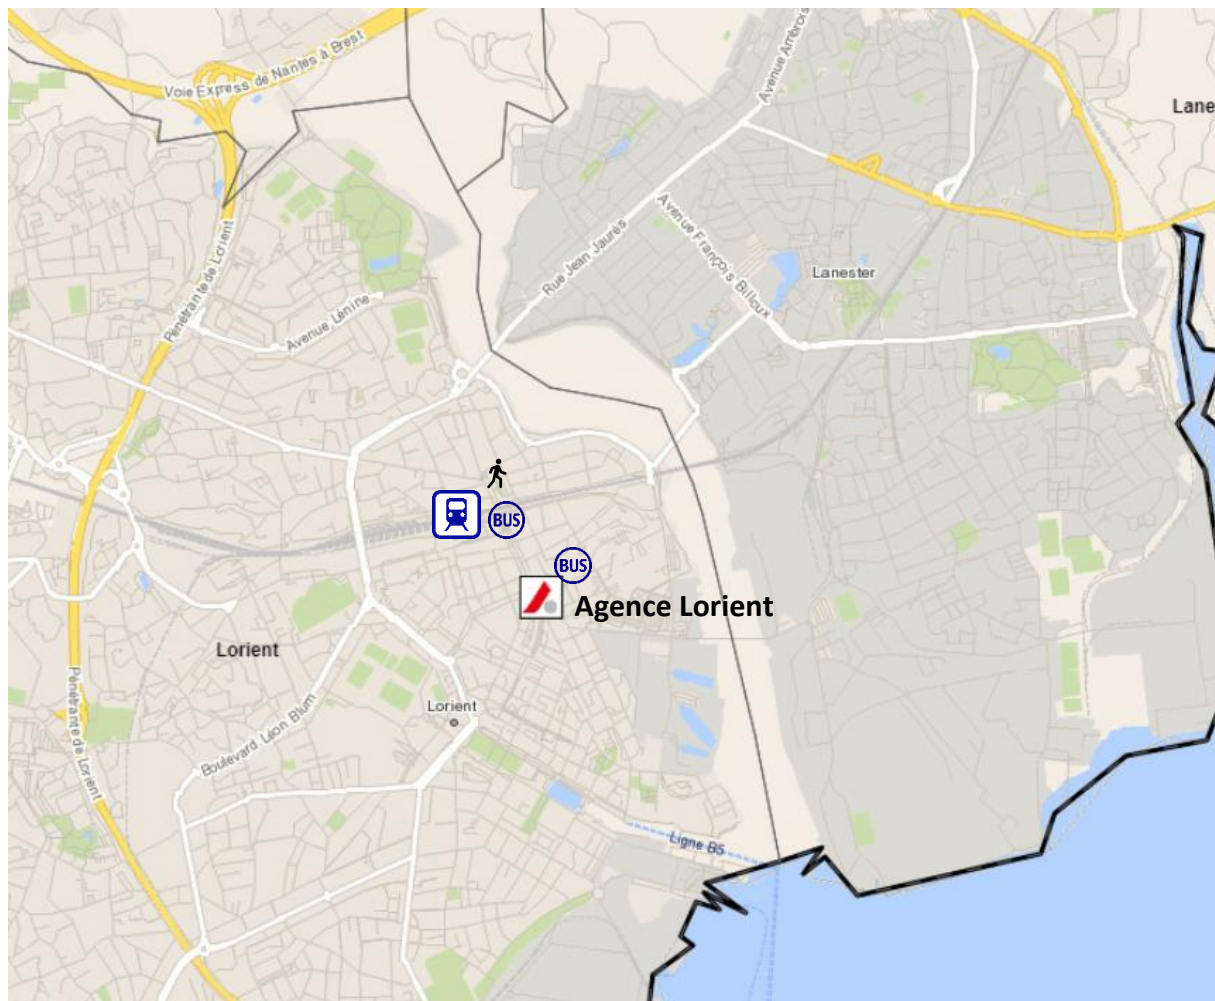 Voie Express de Nantes à Brest
Avenue Ambrois
Lane
Pénétrante de Lorient
Rue Jean Jaurès
Avenue François Billoux
Lanester
Avenue Lénine
BUS
BUS
Agence Lorient
Lorient
Lorient
Boulevard Léon Blum
Pénétrante de Lorient
Ligne B5